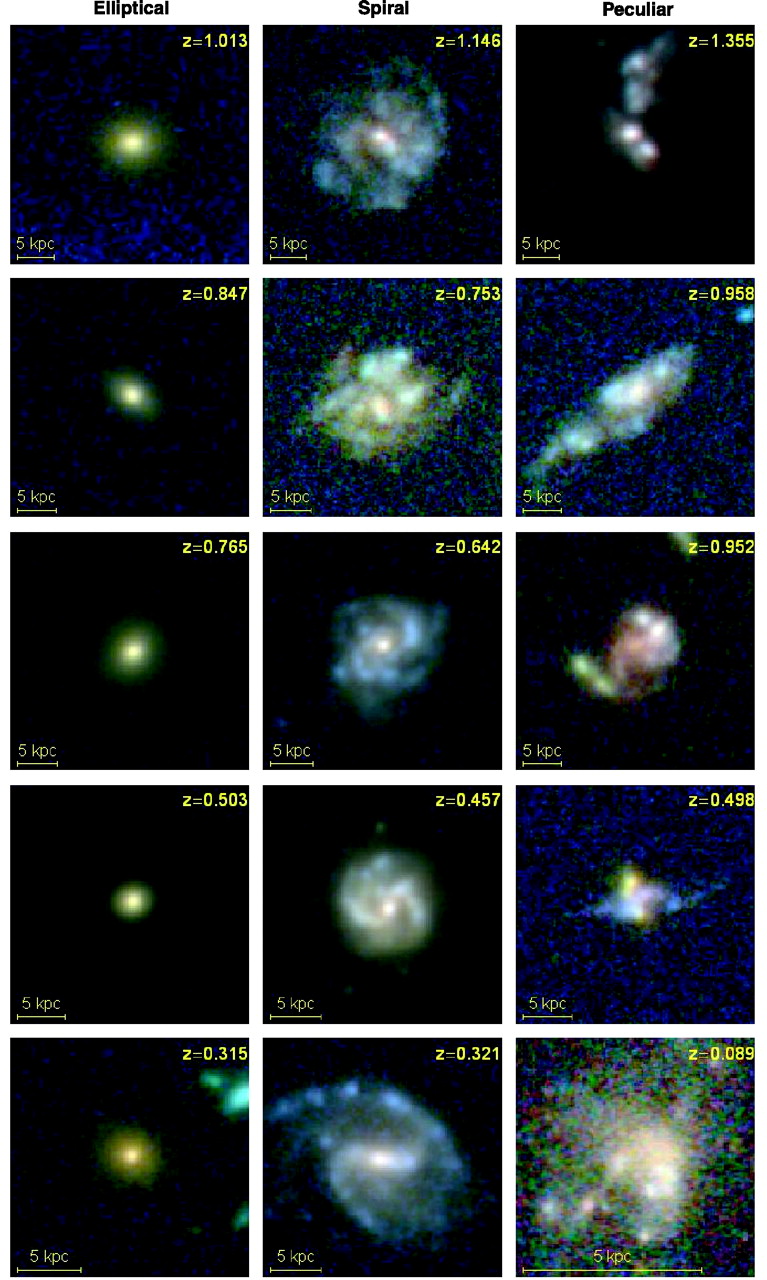 Elliptical Spiral Peculiar
z=1.013 z=1.146 z=1.355
5 kpc 5 kpc 5 kpc
z=0.847 z=0.753 z=0.958
5 kpc 5 kpc 5 kpc
z=0.765 z=0.642 z=0.952
5 kpc 5 kpc 5 kpc
z=0.503 z=0.457 z=0.498
5 kpc 5 kpc 5 kpc
z=0.315 z=0.321 z=0.089
5 kpc 5 kpc 5 kpc